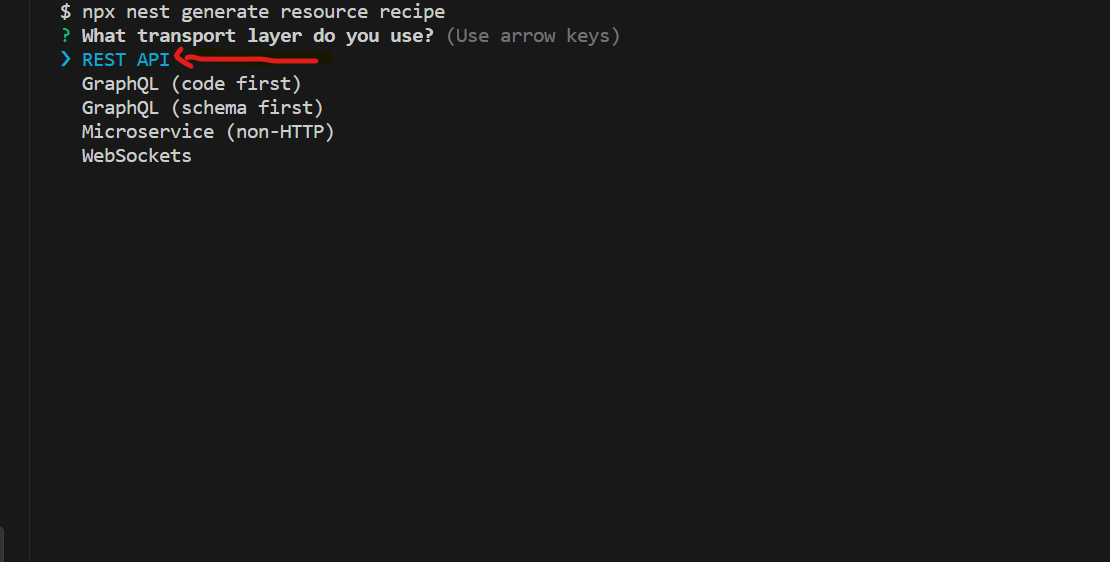 $ npx nest generate resource recipe
? What transport layer do you use? (Use arrow keys)
❯ REST API
GraphQL (code first)
GraphQL (schema first)
Microservice (non-HTTP)
WebSockets